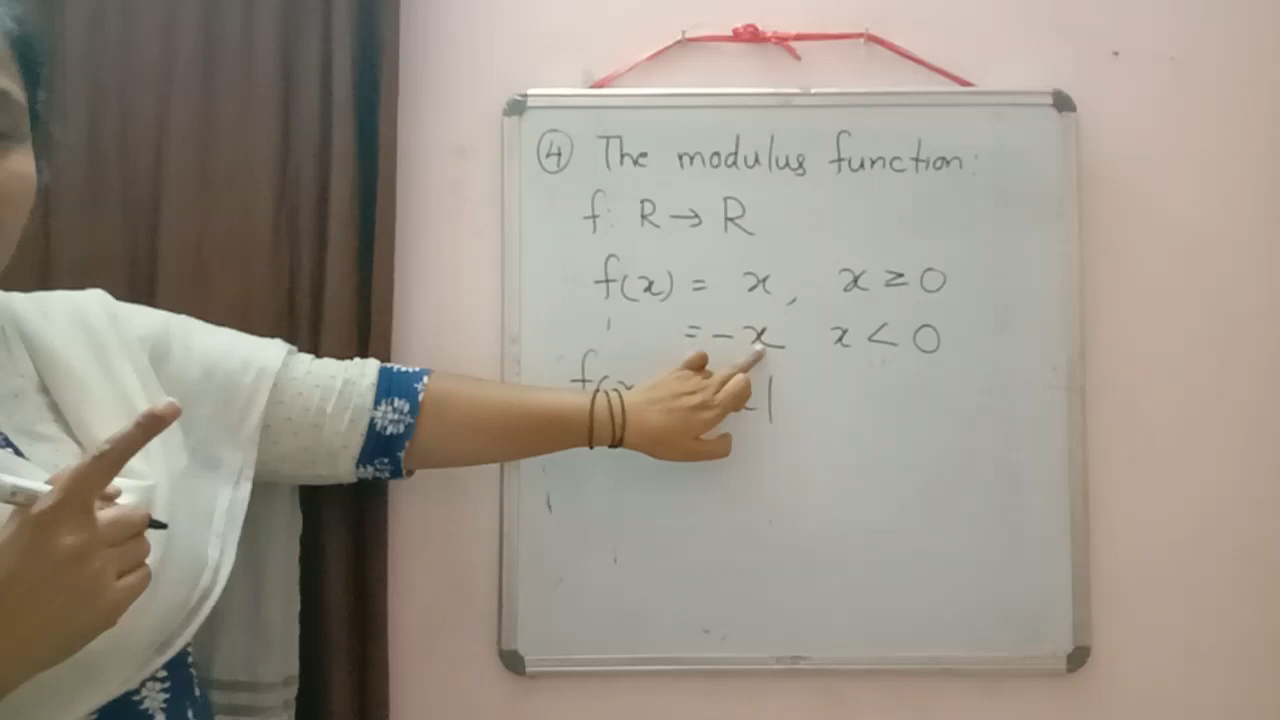 ④ The modulus function:
f: R → R
f(x) = x, x ≥ 0
= -x x < 0
f(x
x|